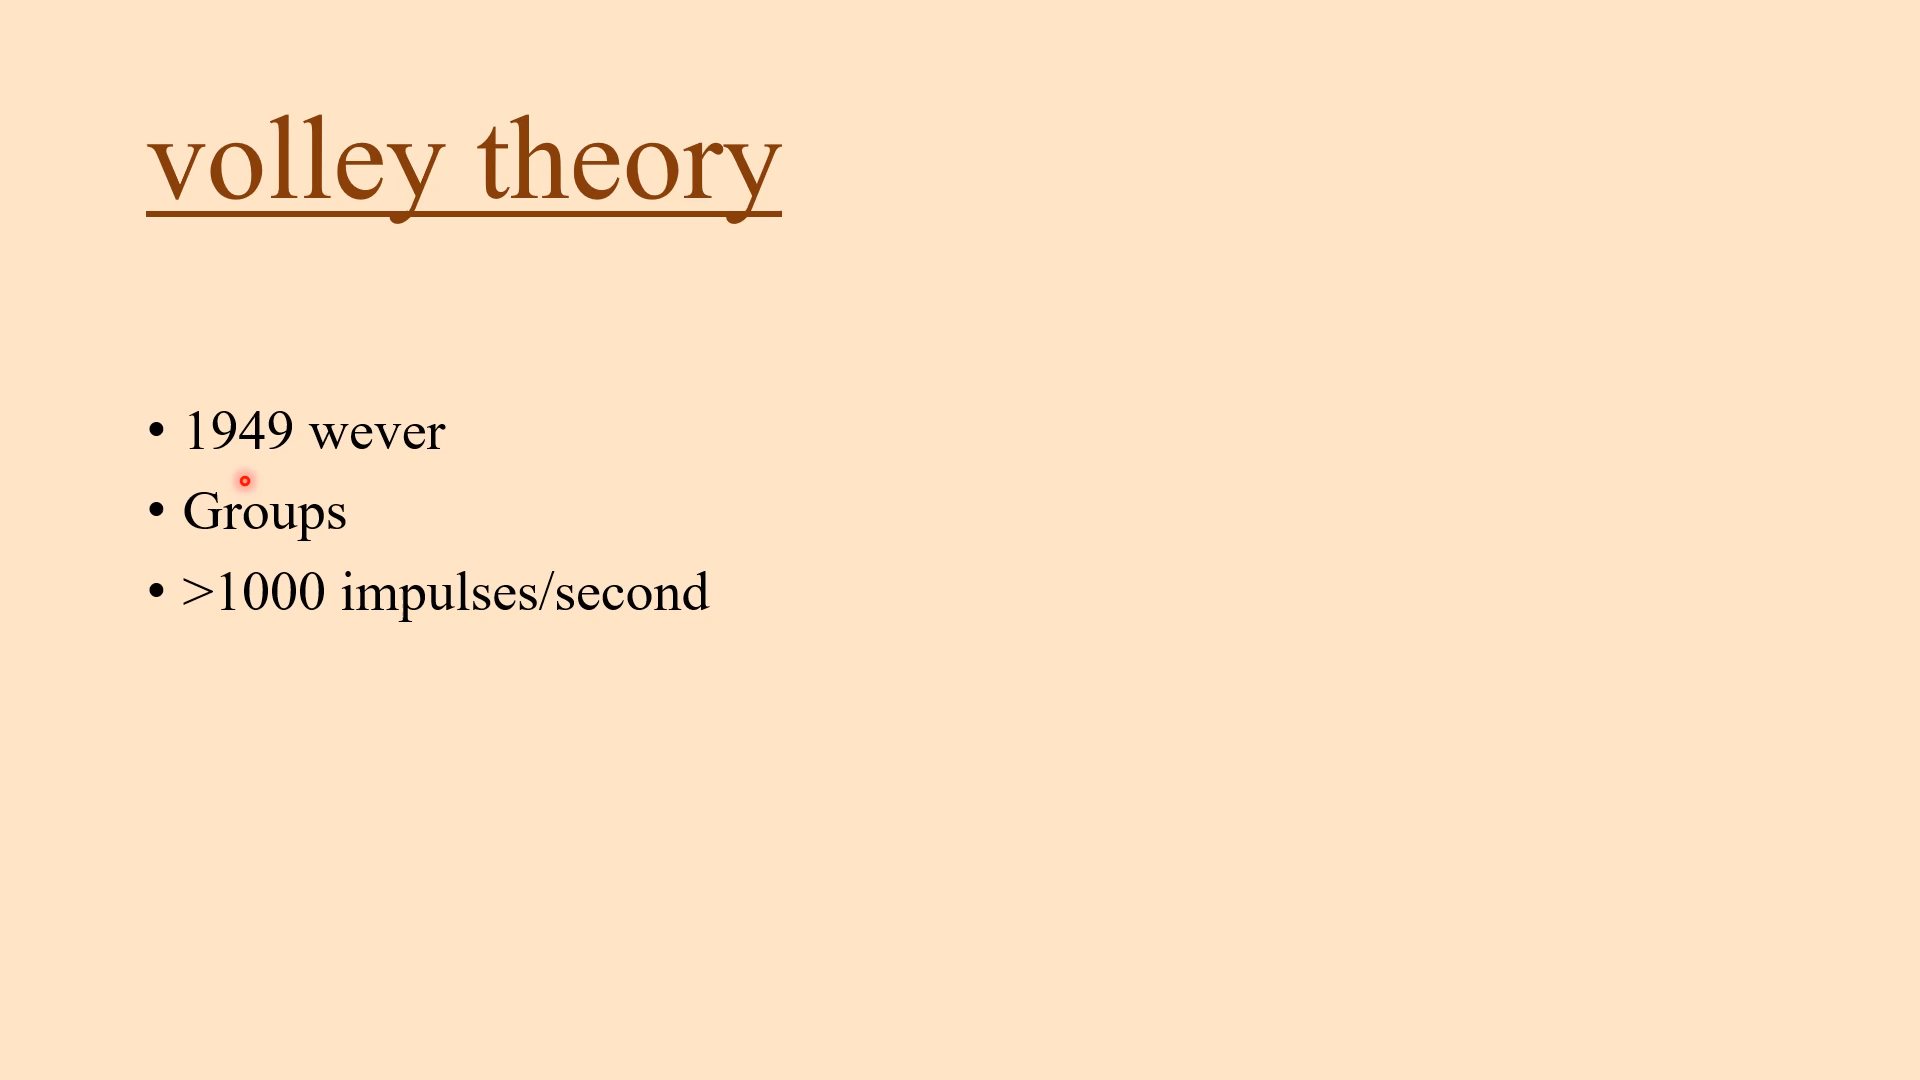 volley theory
• 1949 wever
• Groups
• >1000 impulses/second